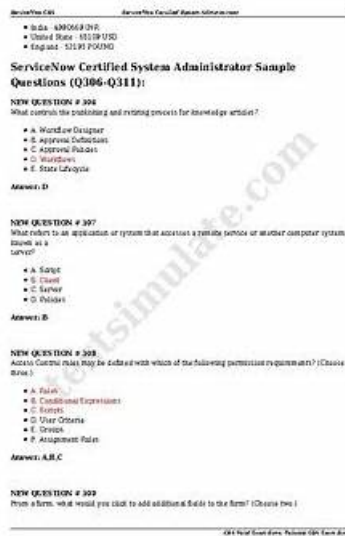 ServiceNow CSA
ServiceNow Certified System Administrator
India - 4990669 INR
United State - 65109 USD
England - 52195 POUND
ServiceNow Certified System Administrator Sample
Questions (Q306-Q311):
NEW QUESTION # 306
What controls the publishing and retiring process for knowledge articles?
A. Workflow Designer
B. Approval Definitions
C. Approval Policies
D. Workflows
E. State Lifecycle
Answer: D
NEW QUESTION # 307
What refers to an application or system that accesses a remote service or another computer system,
known as a
server?
A. Script
B. Client
C. Server
D. Policies
Answer: B
NEW QUESTION # 308
Access Control rules may be defined with which of the following permission requirements? (Choose
three.)
A. Roles
B. Conditional Expressions
C. Scripts
D. User Criteria
E. Groups
F. Assignment Rules
Answer: A,B,C
NEW QUESTION # 309
From a form, what would you click to add additional fields to the form? (Choose two.)
testsimulate.com